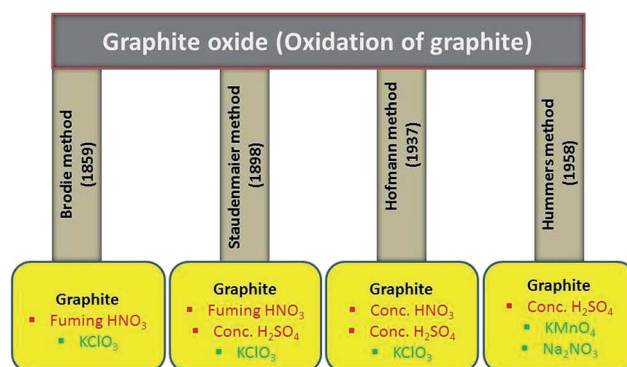 Graphite oxide (Oxidation of graphite)
Brodie method
(1859)
Staudenmaier method
(1898)
Hofmann method
(1937)
Hummers method
(1958)
Graphite
▪ Fuming HNO₃
▪ KClO₃
Graphite
▪ Fuming HNO₃
▪ Conc. H₂SO₄
▪ KClO₃
Graphite
▪ Conc. HNO₃
▪ Conc. H₂SO₄
▪ KClO₃
Graphite
▪ Conc. H₂SO₄
▪ KMnO₄
▪ Na₂NO₃